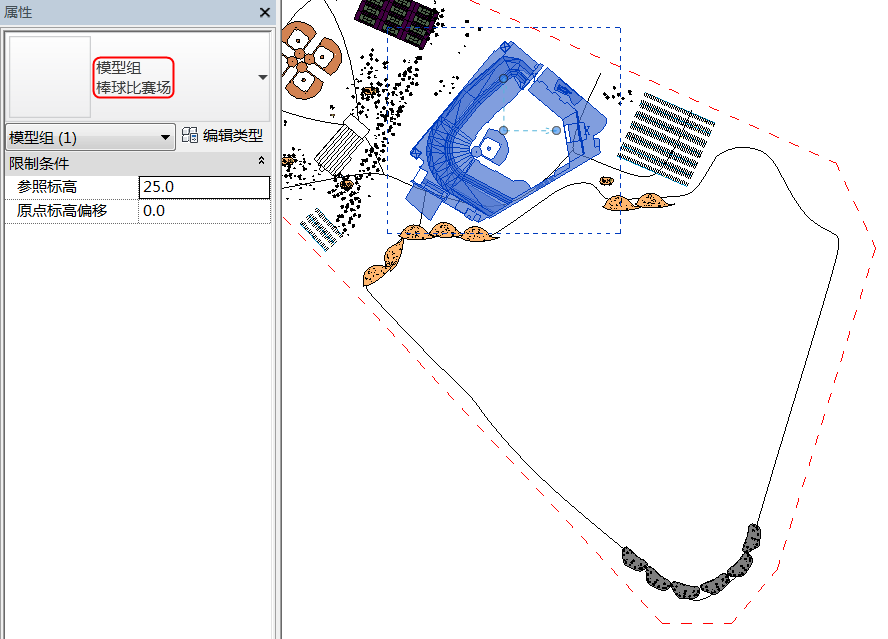 属性
模型组
棒球比赛场
模型组 (1)
编辑类型
限制条件
参照标高 25.0
原点标高偏移 0.0